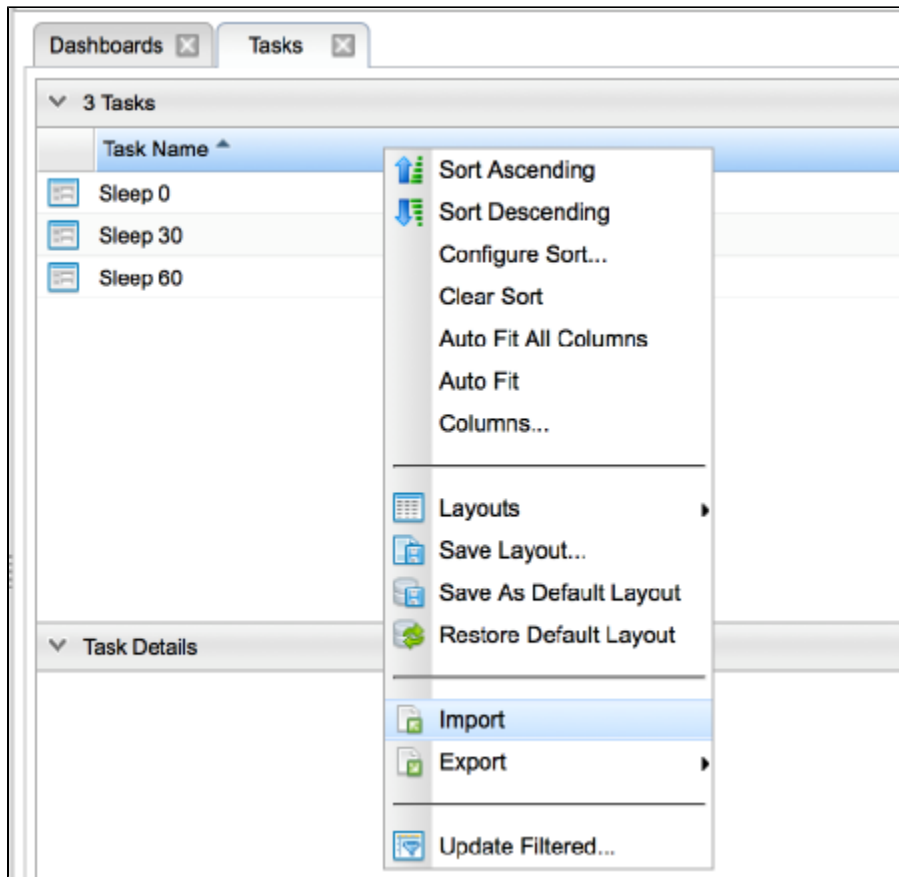 Dashboards
Tasks
3 Tasks
Task Name
Sleep 0
Sleep 30
Sleep 60
Sort Ascending
Sort Descending
Configure Sort...
Clear Sort
Auto Fit All Columns
Auto Fit
Columns...
Layouts
Save Layout...
Save As Default Layout
Restore Default Layout
Import
Export
Update Filtered...
Task Details